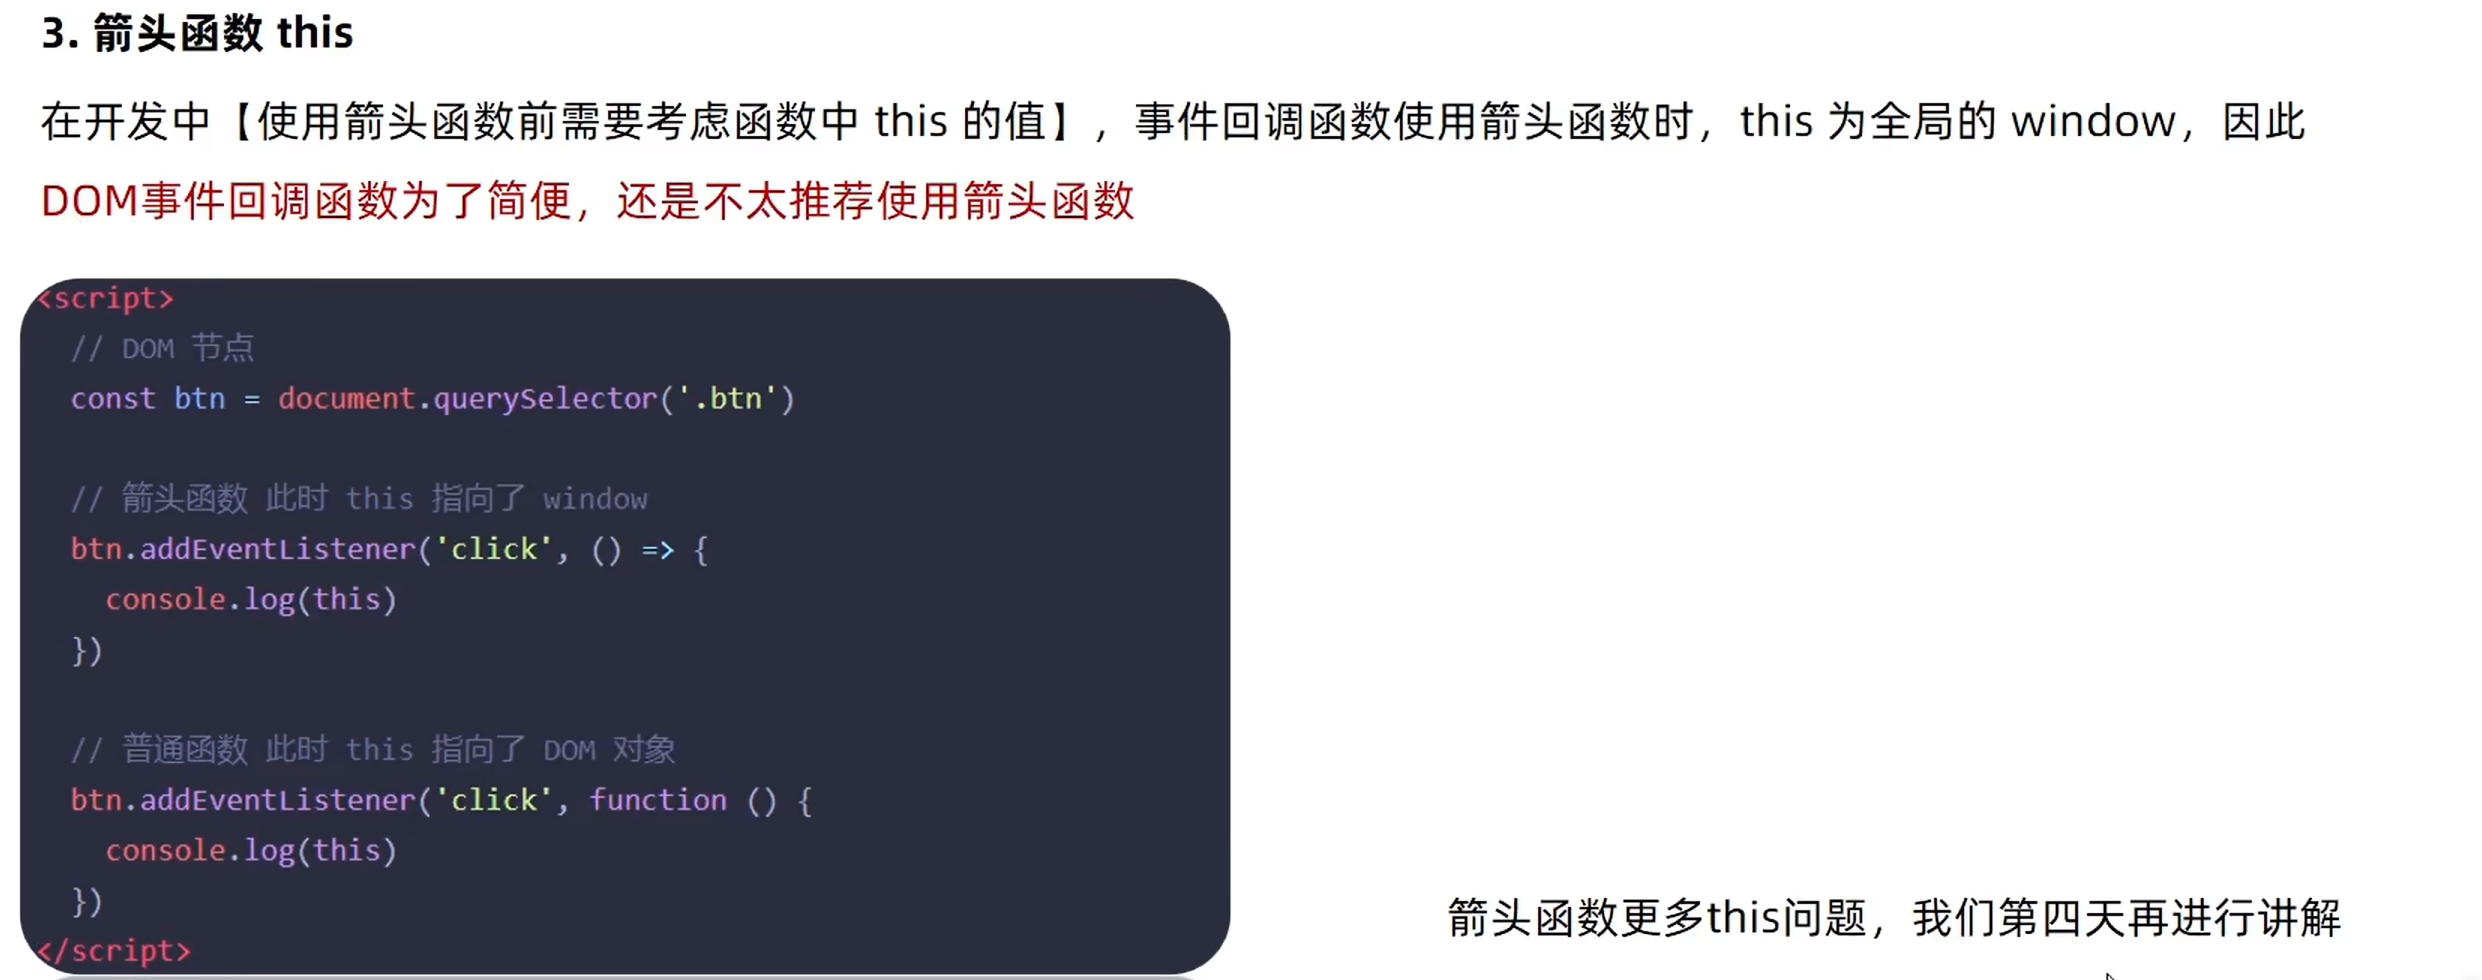 3. 箭头函数 this
在开发中【使用箭头函数前需要考虑函数中 this 的值】，事件回调函数使用箭头函数时，this 为全局的 window，因此
DOM事件回调函数为了简便，还是不太推荐使用箭头函数
<script>
// DOM 节点
const btn = document.querySelector('.btn')
// 箭头函数 此时 this 指向了 window
btn.addEventListener('click', () => {
console.log(this)
})
// 普通函数 此时 this 指向了 DOM 对象
btn.addEventListener('click', function () {
console.log(this)
})
</script>
箭头函数更多this问题，我们第四天再进行讲解